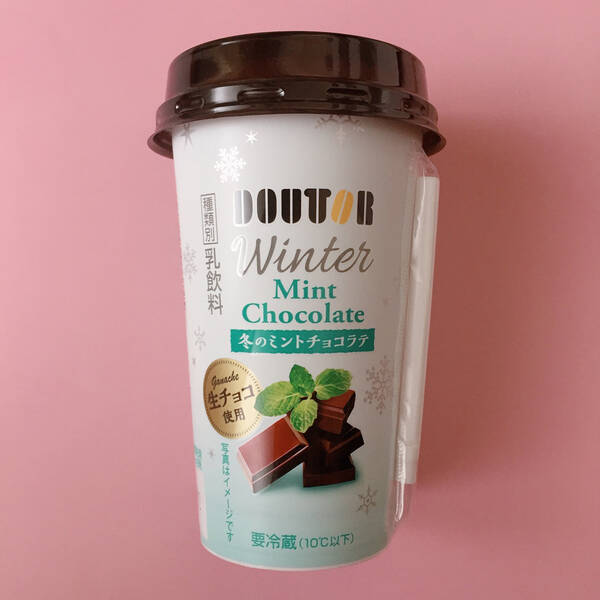 DOUTOR
Winter
Mint
Chocolate
冬のミントチョコラテ
種類別 乳飲料
Ganache
生チョコ
使用
写真はイメージです
要冷蔵(10℃以下)